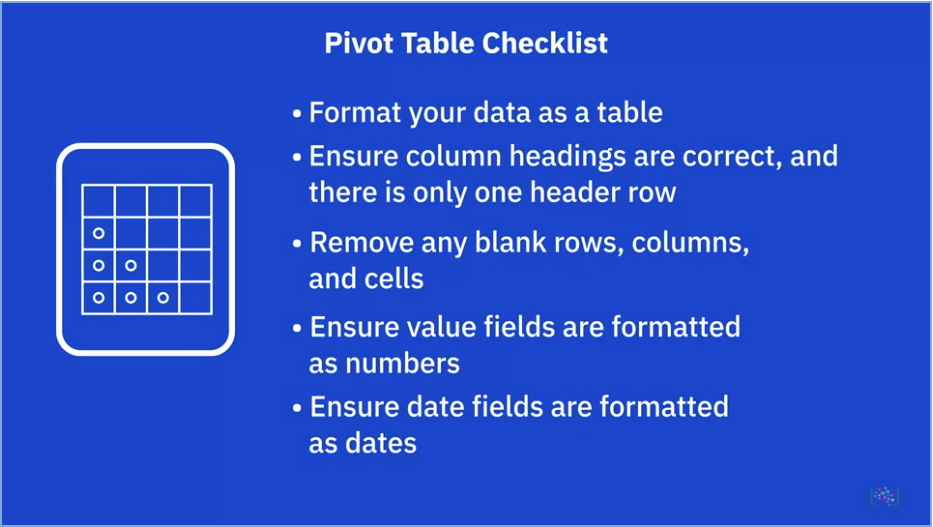 Pivot Table Checklist
• Format your data as a table
• Ensure column headings are correct, and
there is only one header row
• Remove any blank rows, columns,
and cells
• Ensure value fields are formatted
as numbers
• Ensure date fields are formatted
as dates